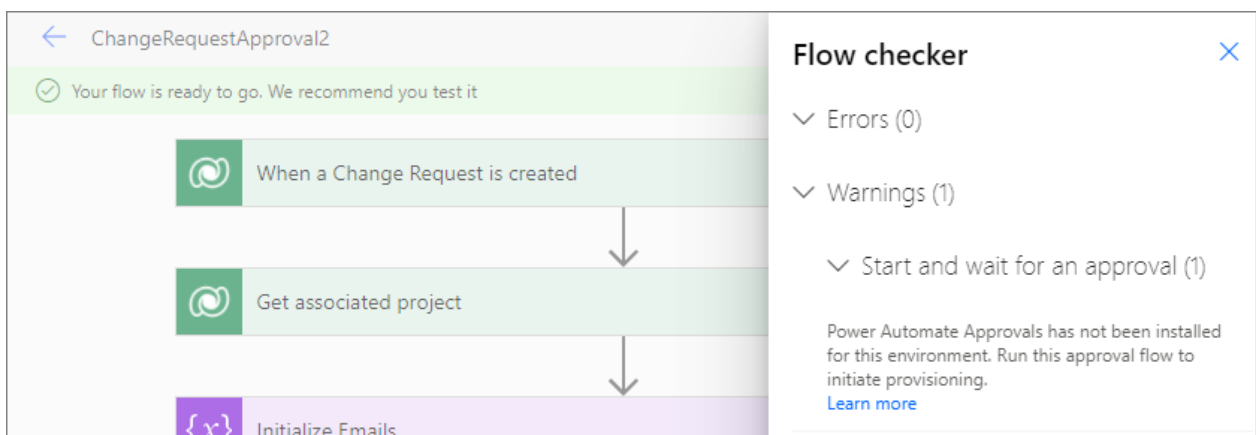 ChangeRequestApproval2
Your flow is ready to go. We recommend you test it
When a Change Request is created
Get associated project
{x}
Initialize Emails
Flow checker
Errors (0)
Warnings (1)
Start and wait for an approval (1)
Power Automate Approvals has not been installed
for this environment. Run this approval flow to
initiate provisioning.
Learn more